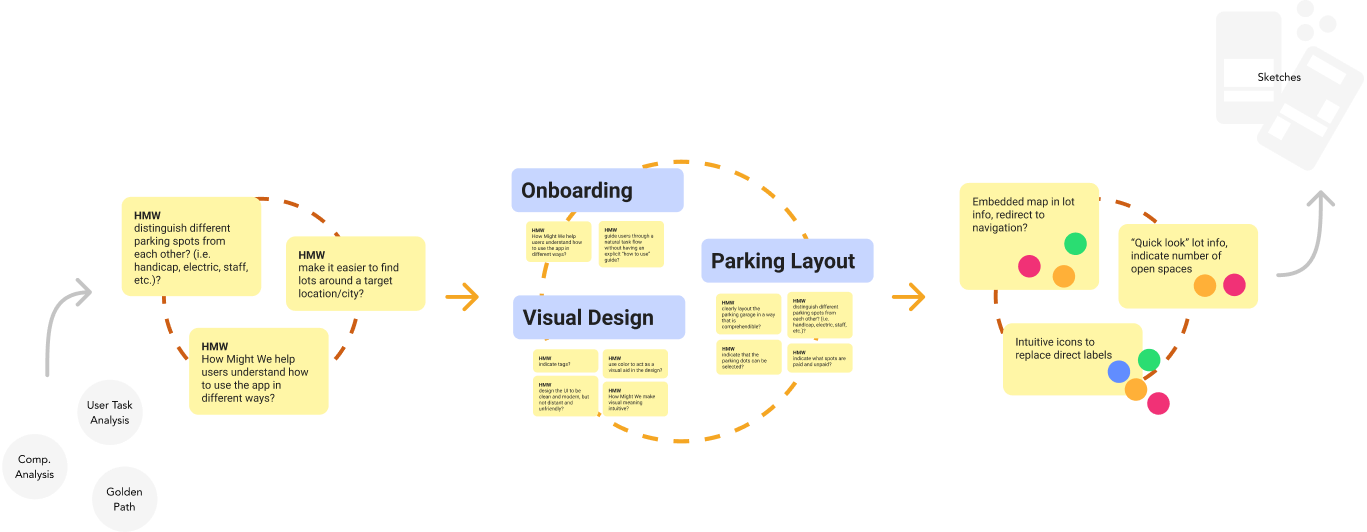 Sketches
HMW
distinguish different
parking spots from
each other? (i.e.
handicap, electric, staff,
etc.)?
HMW
make it easier to find
lots around a target
location/city?
HMW
How Might We help
users understand how
to use the app in
different ways?
User Task
Analysis
Comp.
Analysis
Golden
Path
Onboarding
HMW
How Might We help
users understand how
to use the app in
different ways?
HMW
guide users through a
natural task flow
without having an
explicit "how to use"
guide?
Visual Design
HMW
indicate tags?
HMW
use color to act as a
visual aid in the design?
HMW
design the UI to be
clean and modern, but
not distant and
unfriendly?
HMW
How Might We make
visual meaning
intuitive?
Parking Layout
HMW
clearly layout the
parking garage in a way
that is
comprehendible?
HMW
distinguish different
parking spots from
each other? (i.e.
handicap, electric, staff,
etc.)?
HMW
indicate that the
parking dots can be
selected?
HMW
indicate what spots are
paid and unpaid?
Embedded map in lot
info, redirect to
navigation?
“Quick look” lot info,
indicate number of
open spaces
Intuitive icons to
replace direct labels